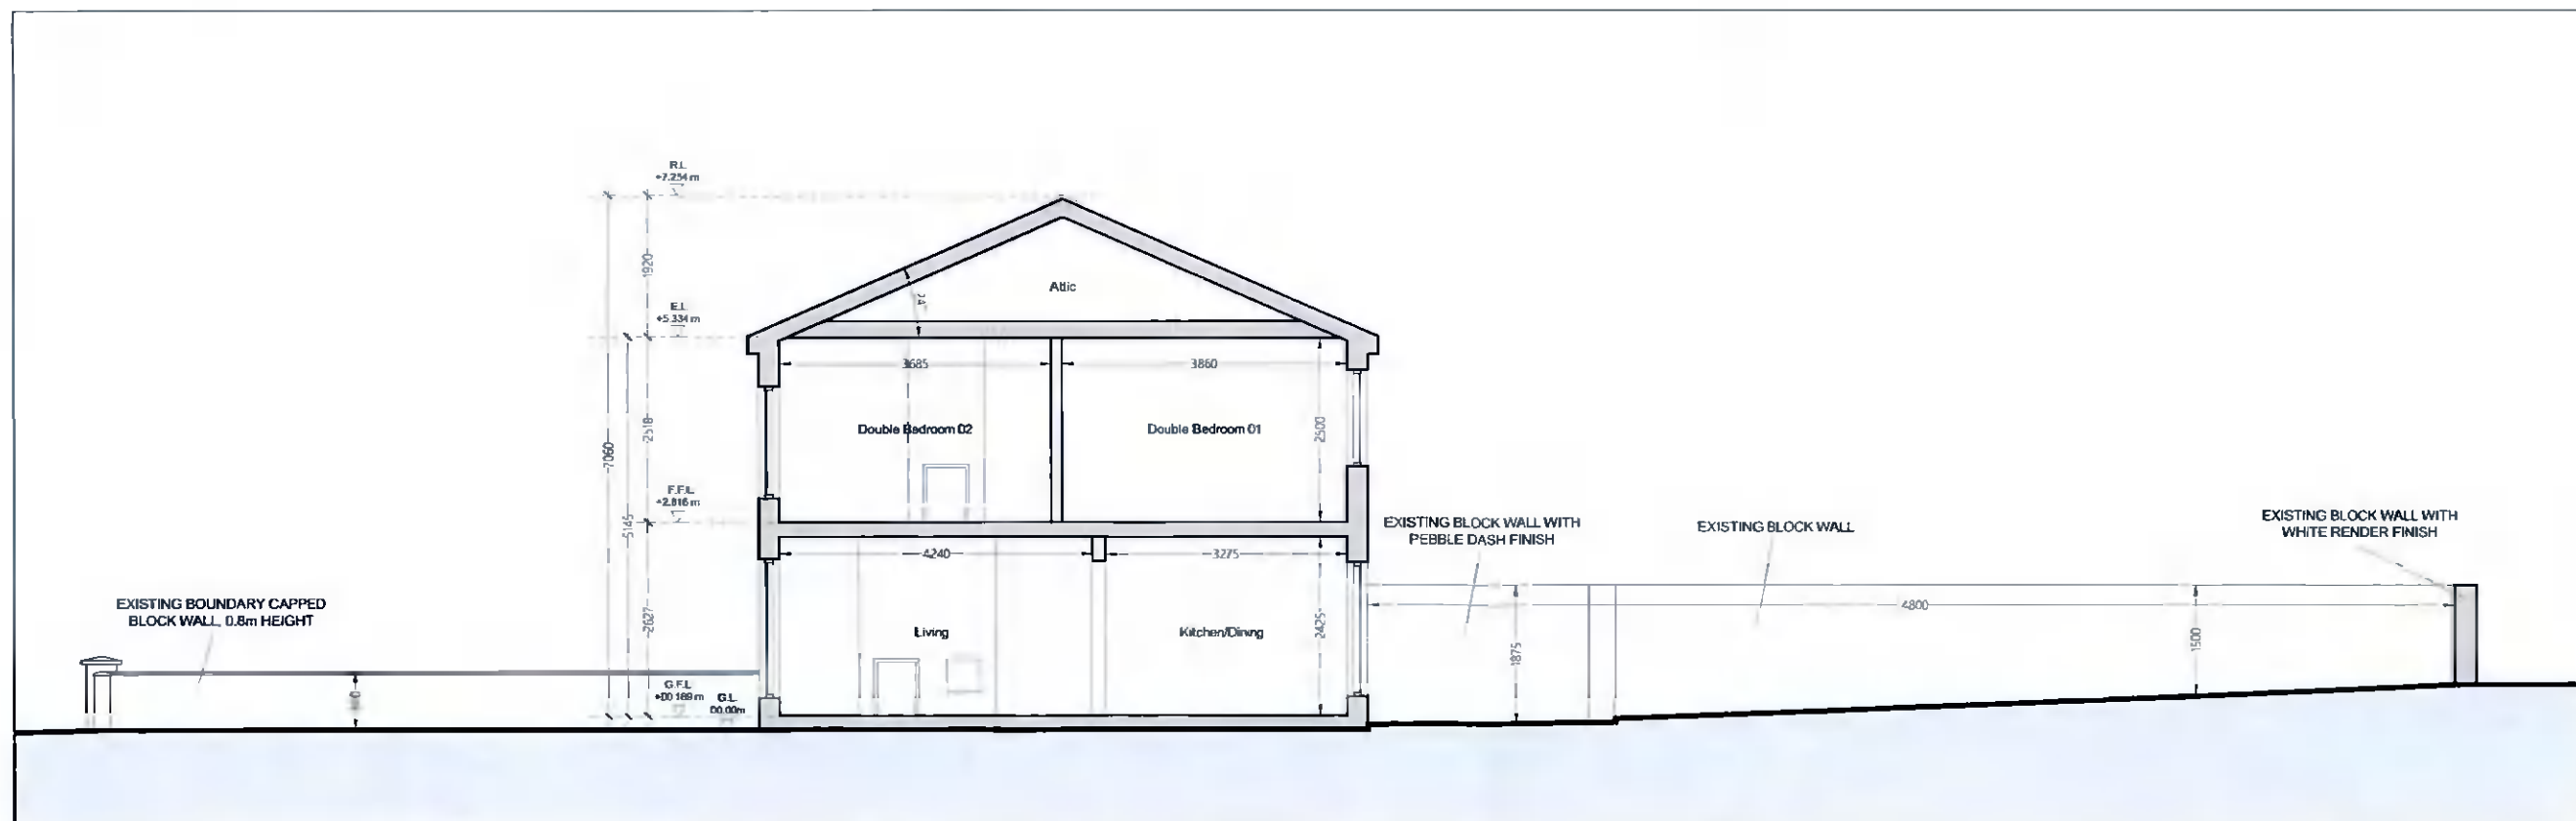 R.L
+7.254 m
1920
Attic
24°
E.L
+5.334 m
3685
3860
7060
2518
2500
Double Bedroom 02
Double Bedroom 01
F.F.L
+2.816 m
5145
4240
3275
EXISTING BLOCK WALL WITH
PEBBLE DASH FINISH
EXISTING BLOCK WALL
EXISTING BLOCK WALL WITH
WHITE RENDER FINISH
EXISTING BOUNDARY CAPPED
BLOCK WALL, 0.8m HEIGHT
2627
2425
Living
Kitchen/Dining
4800
1875
1500
G.F.L
+00.189 m
G.L
00.00m